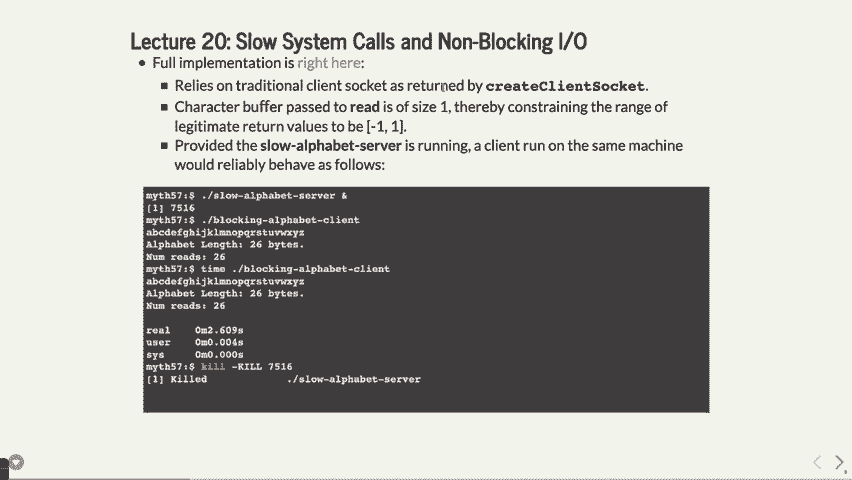 Lecture 20: Slow System Calls and Non-Blocking I/O
• Full implementation is right here:
▪ Relies on traditional client socket as returned by createClientSocket.
▪ Character buffer passed to read is of size 1, thereby constraining the range of
legitimate return values to be [-1, 1].
▪ Provided the slow-alphabet-server is running, a client run on the same machine
would reliably behave as follows:
myth57:$ ./slow-alphabet-server &
[1] 7516
myth57:$ ./blocking-alphabet-client
abcdefghijklmnopqrstuvwxyz
Alphabet Length: 26 bytes.
Num reads: 26
myth57:$ time ./blocking-alphabet-client
abcdefghijklmnopqrstuvwxyz
Alphabet Length: 26 bytes.
Num reads: 26
real 0m2.609s
user 0m0.004s
sys 0m0.000s
myth57:$ kill -KILL 7516
[1] Killed ./slow-alphabet-server